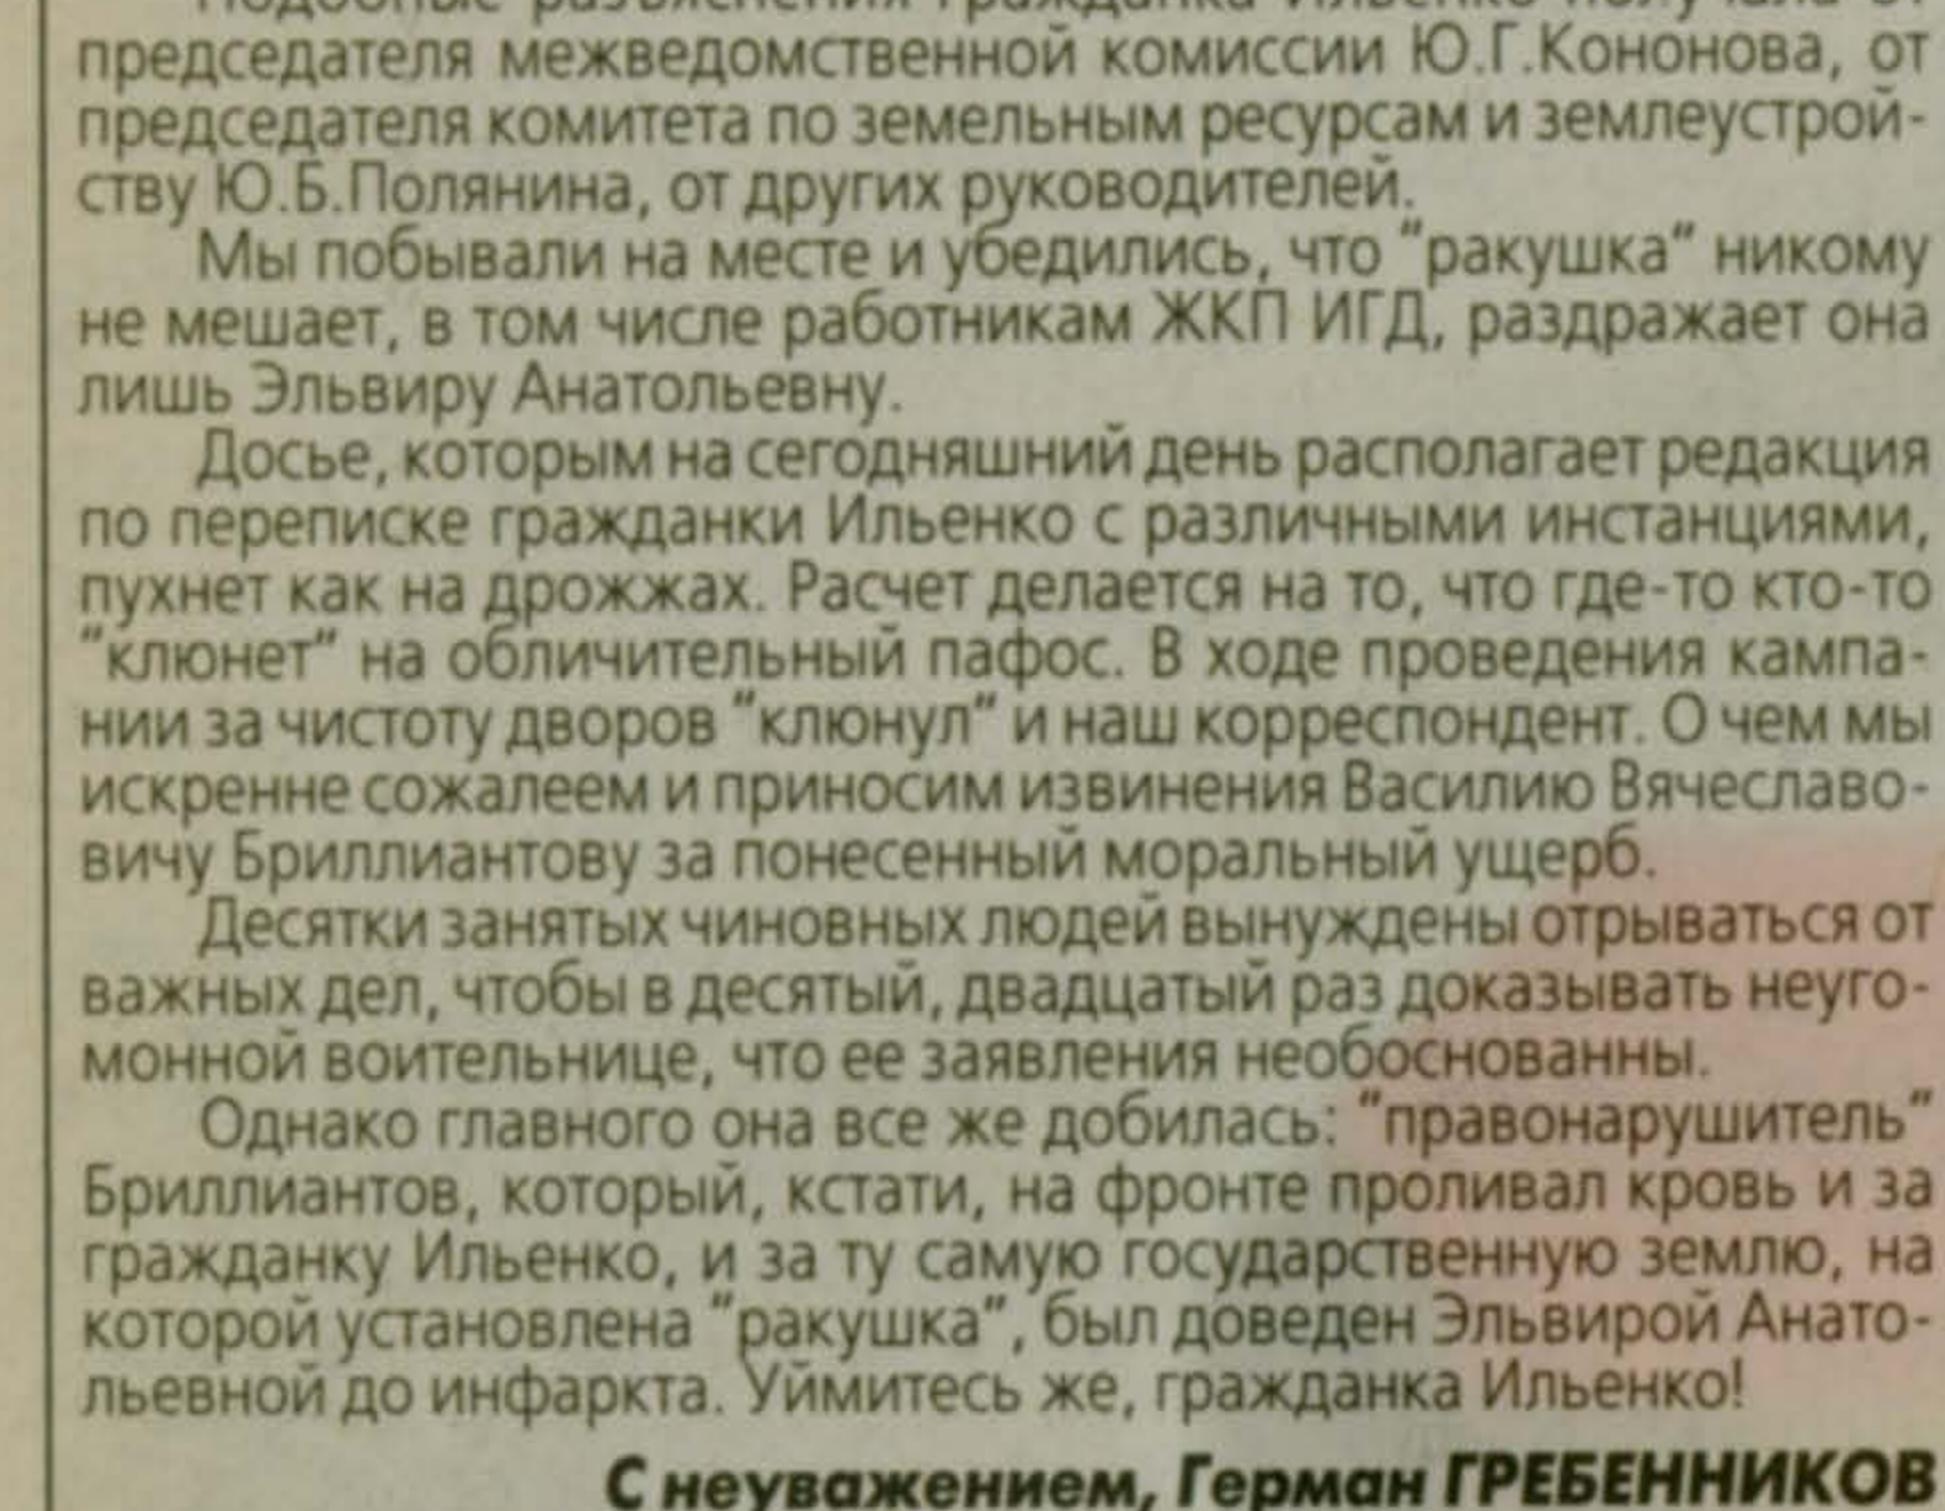 Подобные разъяснения гражданка Ильенко получала от
председателя межведомственной комиссии Ю.Г.Кононова, от
председателя комитета по земельным ресурсам и землеустрой-
ству Ю.Б.Полянина, от других руководителей.
Мы побывали на месте и убедились, что "ракушка" никому
не мешает, в том числе работникам ЖКП ИГД, раздражает она
лишь Эльвиру Анатольевну.
Досье, которым на сегодняшний день располагает редакция
по переписке гражданки Ильенко с различными инстанциями,
пухнет как на дрожжах. Расчет делается на то, что где-то кто-то
"клюнет" на обличительный пафос. В ходе проведения кампа-
нии за чистоту дворов "клюнул" и наш корреспондент. О чем мы
искренне сожалеем и приносим извинения Василию Вячеславо-
вичу Бриллиантову за понесенный моральный ущерб.
Десятки занятых чиновных людей вынуждены отрываться от
важных дел, чтобы в десятый, двадцатый раз доказывать неуго-
монной воительнице, что ее заявления необоснованны.
Однако главного она все же добилась: "правонарушитель"
Бриллиантов, который, кстати, на фронте проливал кровь и за
гражданку Ильенко, и за ту самую государственную землю, на
которой установлена "ракушка", был доведен Эльвирой Анато-
льевной до инфаркта. Уймитесь же, гражданка Ильенко!
С неуважением, Герман ГРЕБЕННИКОВ